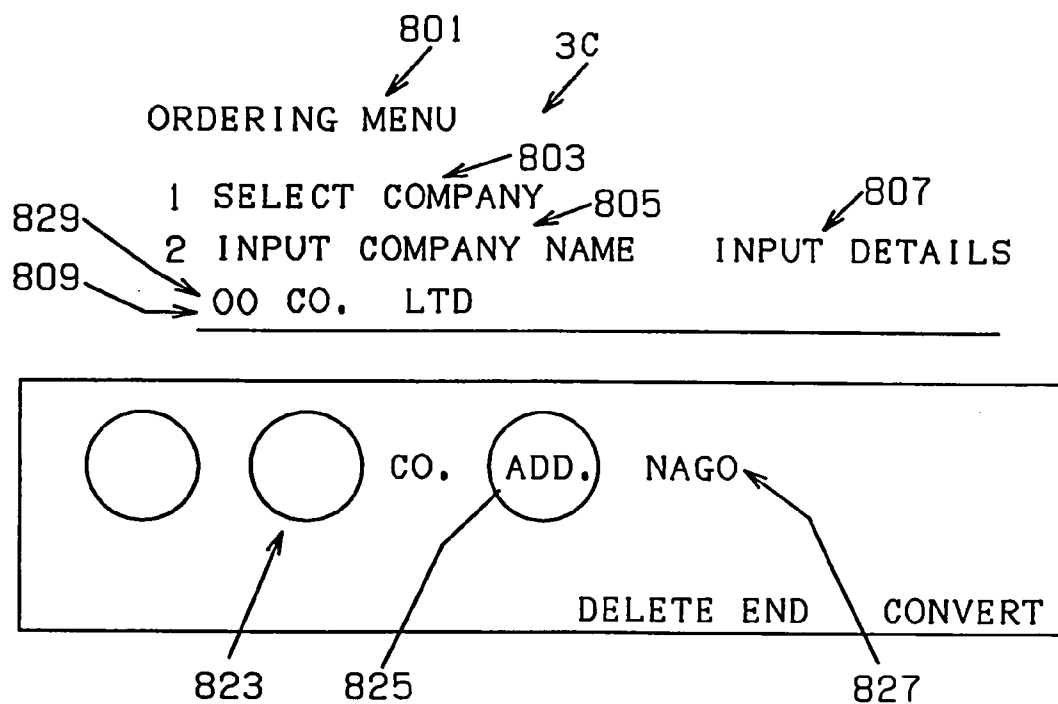 801
3C
ORDERING MENU
803
1 SELECT COMPANY
805
807
829
2 INPUT COMPANY NAME INPUT DETAILS
809
OO CO. LTD
CO. ADD. NAGO
DELETE END CONVERT
823
825
827